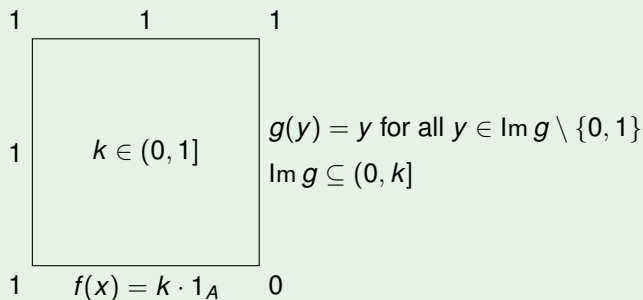 1 1 1
g(y) = y for all y ∈ Im g \ {0, 1}
1 k ∈ (0, 1]
Im g ⊆ (0, k]
1 f(x) = k · 1_A 0